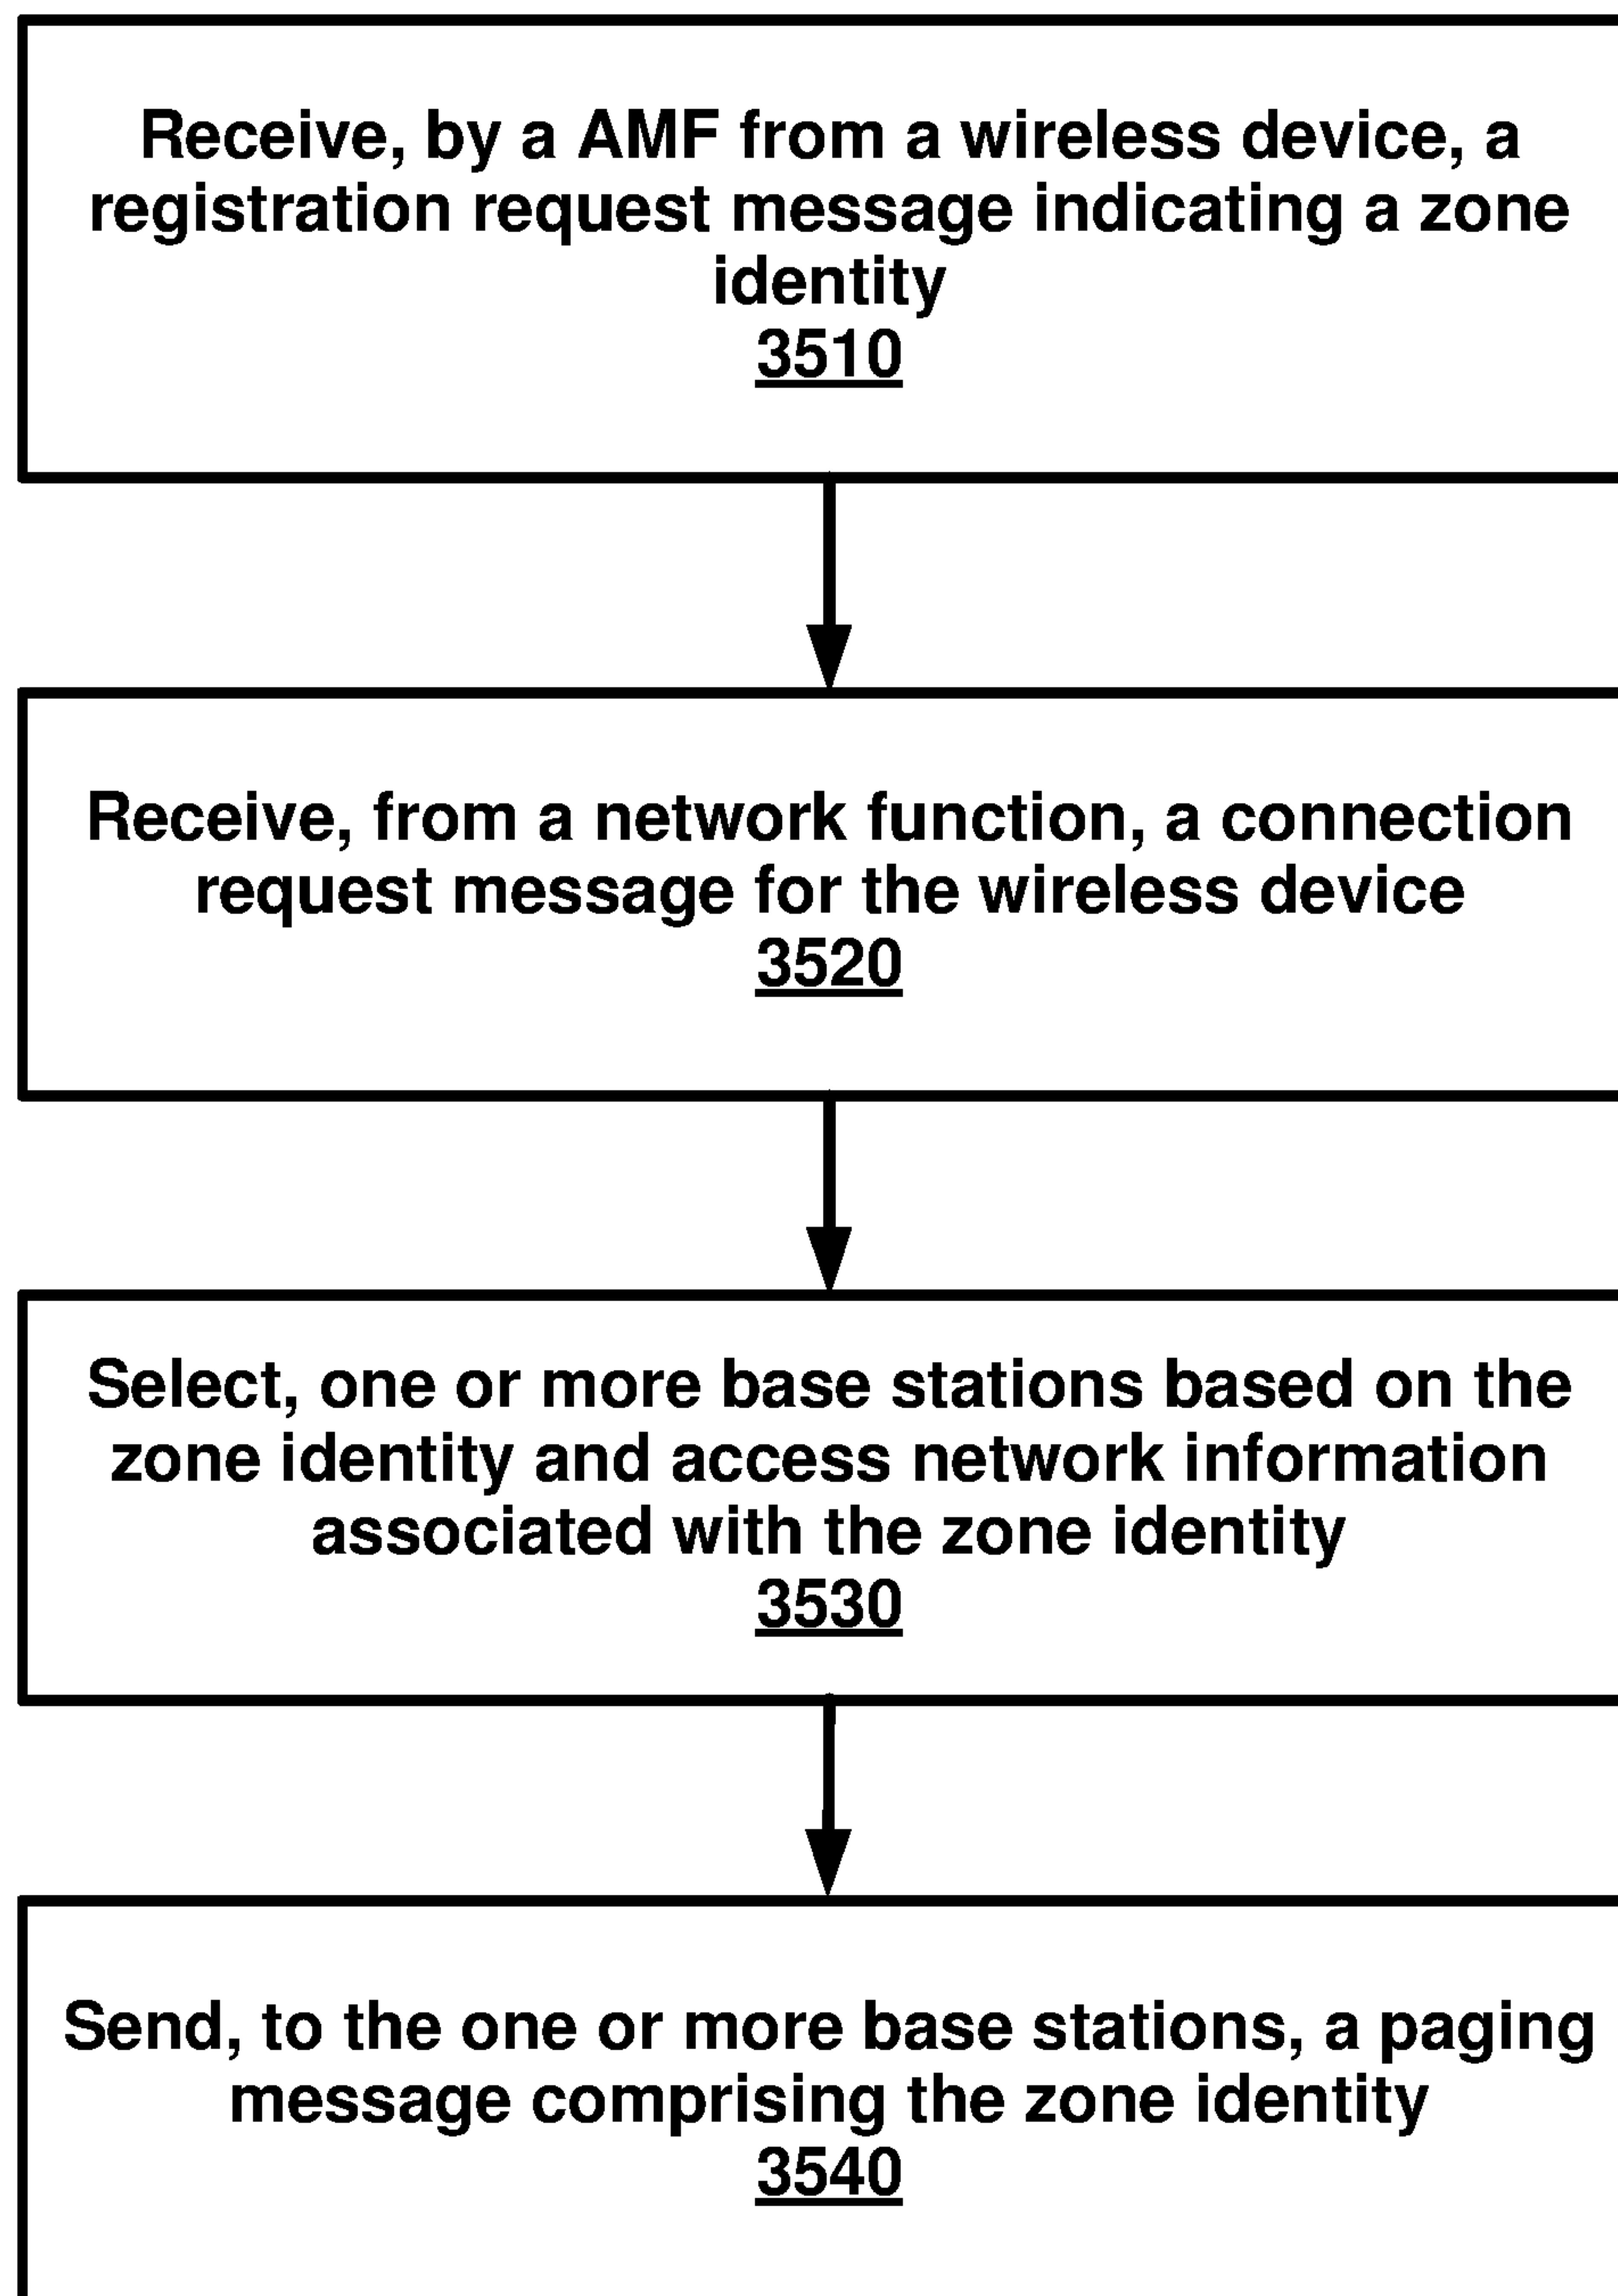 Receive, by a AMF from a wireless device, a
registration request message indicating a zone
identity
3510
Receive, from a network function, a connection
request message for the wireless device
3520
Select, one or more base stations based on the
zone identity and access network information
associated with the zone identity
3530
Send, to the one or more base stations, a paging
message comprising the zone identity
3540